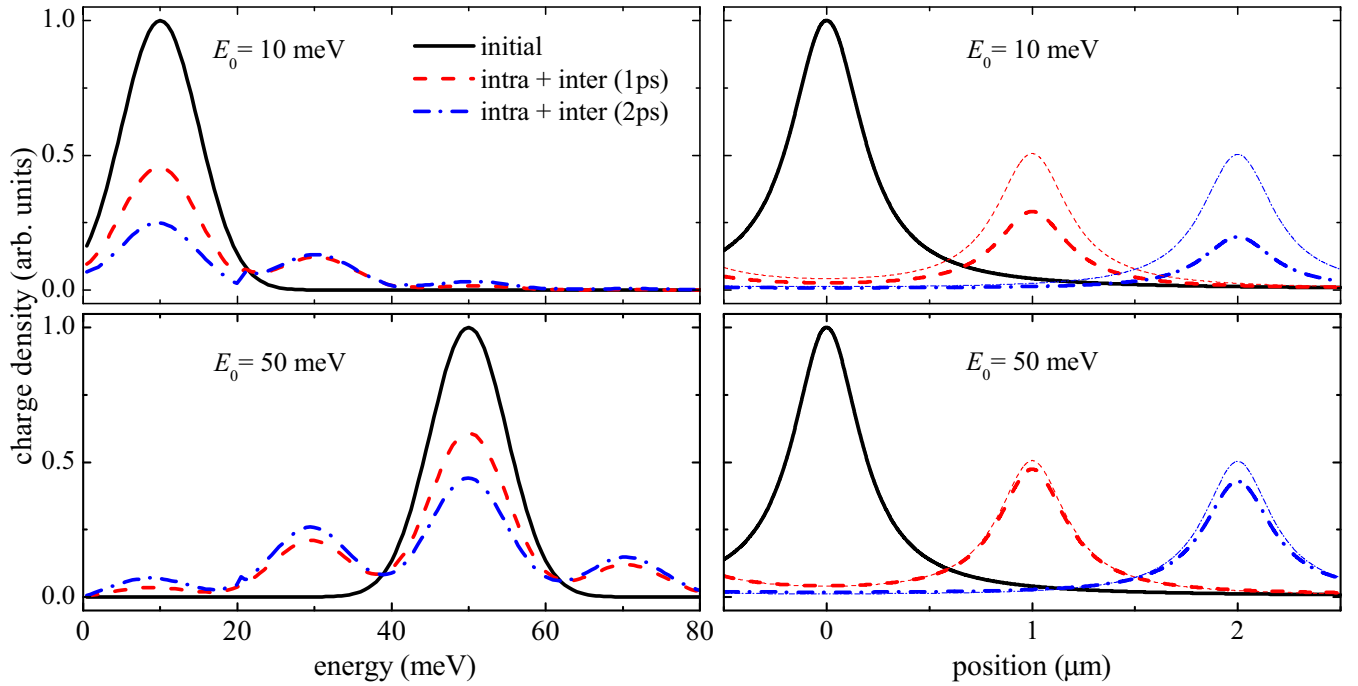 1.0
0.5
0.0
E0 = 10 meV
initial
intra + inter (1ps)
intra + inter (2ps)
E0 = 10 meV
charge density (arb. units)
1.0
0.5
0.0
E0 = 50 meV
E0 = 50 meV
0 20 40 60 80
0 1 2
energy (meV)
position (μm)